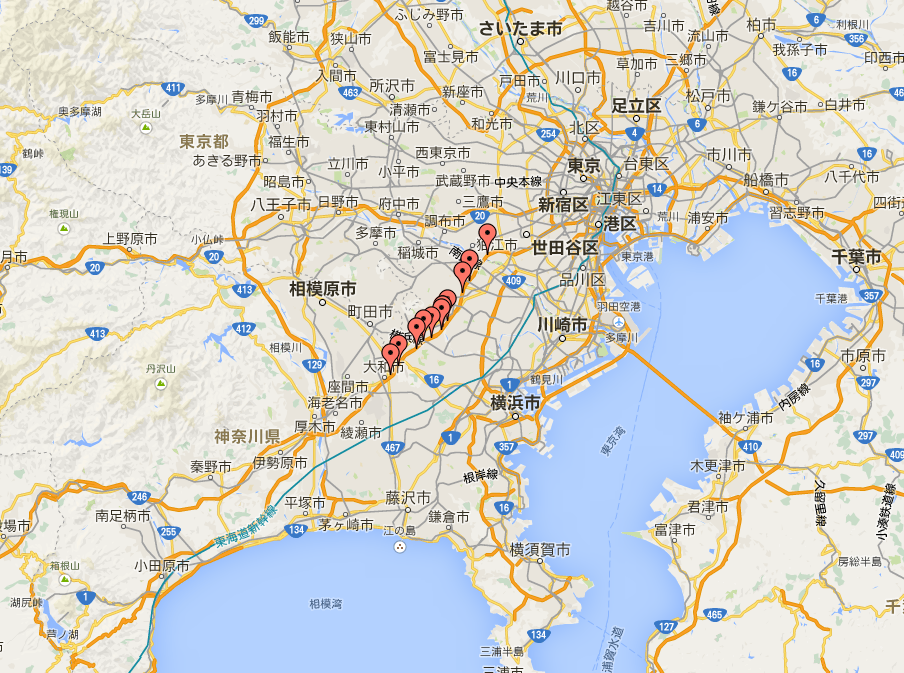 越谷市
ふじみ野市
さいたま市
柏市
299
飯能市
狭山市
吉川市
流山市
6
利根川
356
富士見市
草加市
三郷市
我孫子市
入間市
戸田市
川口市
16
印西市
411
463
所沢市
新座市
荒川
松戸市
奥多摩湖
大岳山
多摩川
青梅市
清瀬市
足立区
鎌ケ谷市
白井市
羽村市
東村山市
和光市
北区
6
東京都
福生市
254
4
鶴峠
あきる野市
立川市
小平市
西東京市
東京
台東区
市川市
16
139
昭島市
武蔵野市
中央本線
14
船橋市
八千代市
権現山
八王子市
日野市
府中市
三鷹市
新宿区
江東区
調布市
20
港区
荒川
浦安市
習志野市
上野原市
小仏峠
多摩市
稲城市
狛江市
世田谷区
千葉市
20
20
東京港
413
409
品川区
千葉港
357
相模原市
町田市
羽田空港
412
川崎市
413
相模川
多摩川
市原市
丹沢山
129
大和市
16
鶴見川
297
座間市
1
内房線
海老名市
横浜市
袖ケ浦市
神奈川県
厚木市
綾瀬市
1
297
467
357
東京湾
410
409
秦野市
伊勢原市
根岸線
木更津市
246
藤沢市
久留里線
小湊鉄道線
南足柄市
平塚市
16
君津市
255
東海道新幹線
134
茅ヶ崎市
江の島
鎌倉市
富津市
小田原市
横須賀市
房総半島
箱根山
湖尻峠
1
相模湾
465
芦ノ湖
134
127
三浦半島
浦賀水道